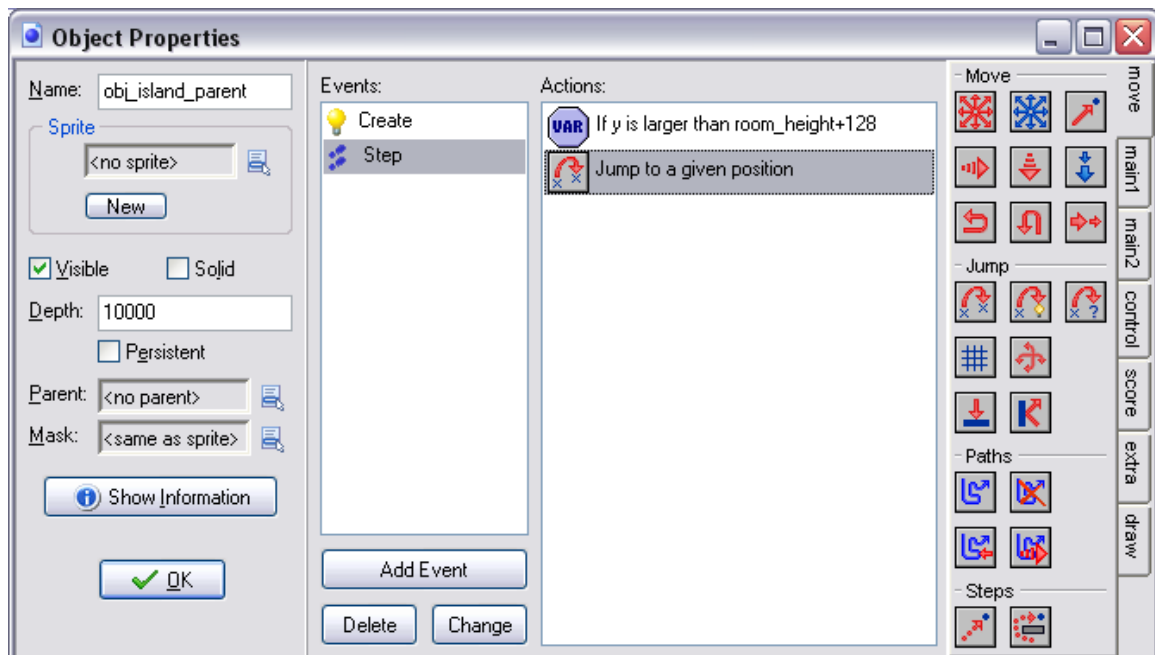 Object Properties
Name: obj_island_parent
Sprite
<no sprite>
New
Visible Solid
Depth: 10000
Persistent
Parent: <no parent>
Mask: <same as sprite>
Show Information
OK
Events:
Create
Step
Add Event
Delete Change
Actions:
VAR If y is larger than room_height+128
Jump to a given position
Move
Jump
Paths
Steps
move
main1
main2
control
score
extra
draw